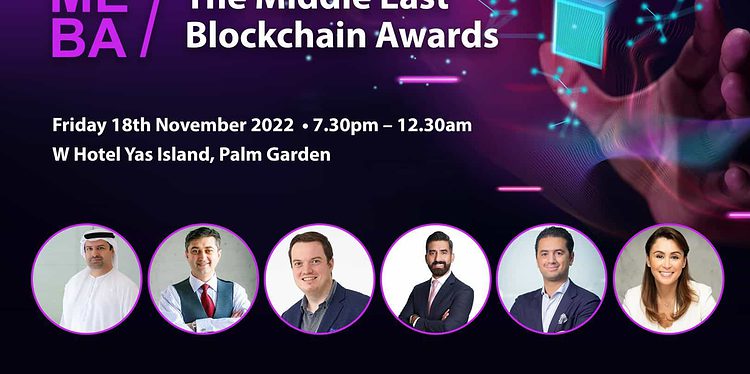 ME
BA
The Middle East
Blockchain Awards
Friday 18th November 2022 • 7.30pm – 12.30am
W Hotel Yas Island, Palm Garden